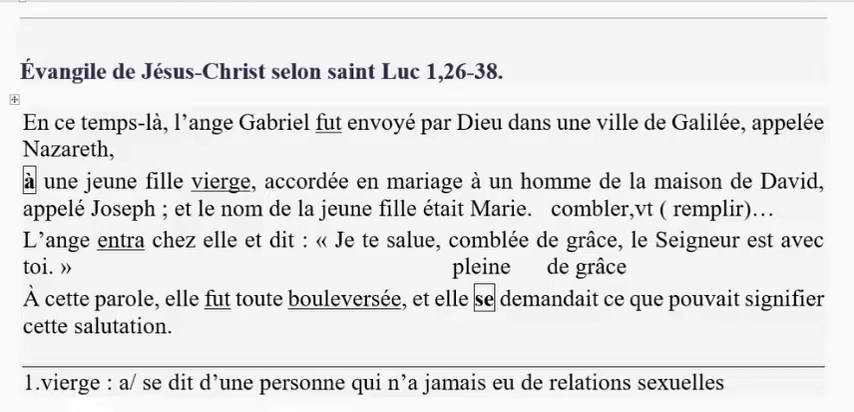 Évangile de Jésus-Christ selon saint Luc 1,26-38.
En ce temps-là, l’ange Gabriel fut envoyé par Dieu dans une ville de Galilée, appelée
Nazareth,
à une jeune fille vierge, accordée en mariage à un homme de la maison de David,
appelé Joseph ; et le nom de la jeune fille était Marie. combler,vt ( remplir)…
L’ange entra chez elle et dit : « Je te salue, comblée de grâce, le Seigneur est avec
toi. » pleine de grâce
À cette parole, elle fut toute bouleversée, et elle se demandait ce que pouvait signifier
cette salutation.
1.vierge : a/ se dit d’une personne qui n’a jamais eu de relations sexuelles